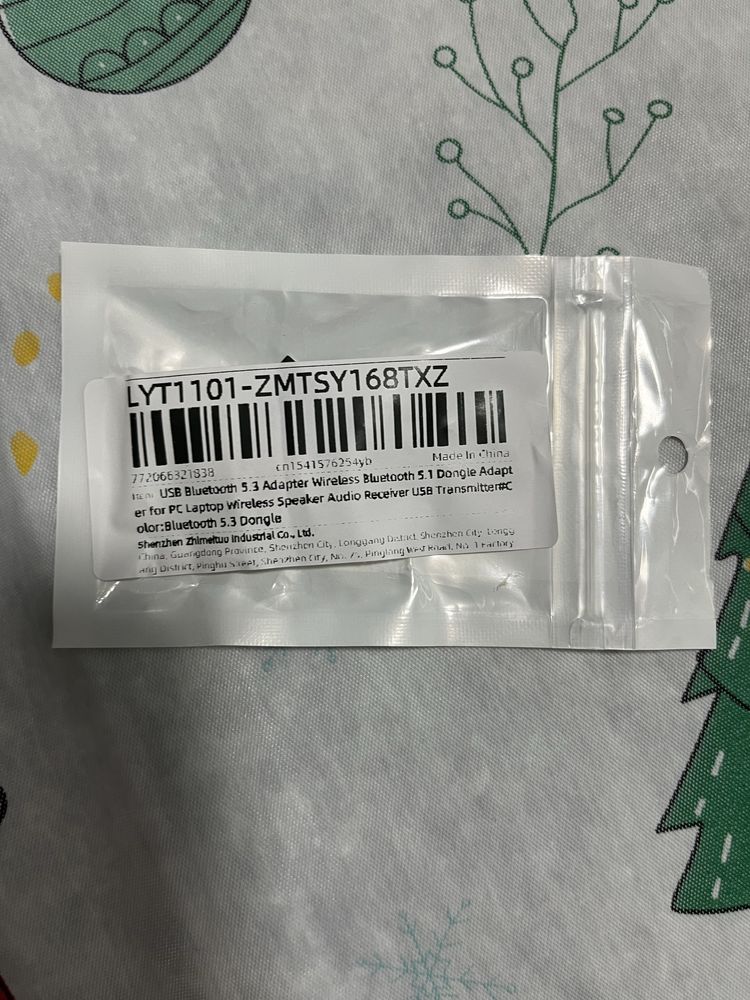 LYT1101-ZMTSY168TXZ
772066321838 cn1541576254yb Made In China
Item: USB Bluetooth 5.3 Adapter Wireless Bluetooth 5.1 Dongle Adapt
er for PC Laptop Wireless Speaker Audio Receiver USB Transmitter#C
olor:Bluetooth 5.3 Dongle
Shenzhen Zhimeituo Industrial Co., Ltd.
China, Guangdong Province, Shenzhen City, Longgang District, Shenzhen City, Longg
ang District, Pinghu Street, Shenzhen City, No. 25, Pinglong West Road, No. 1 Factory